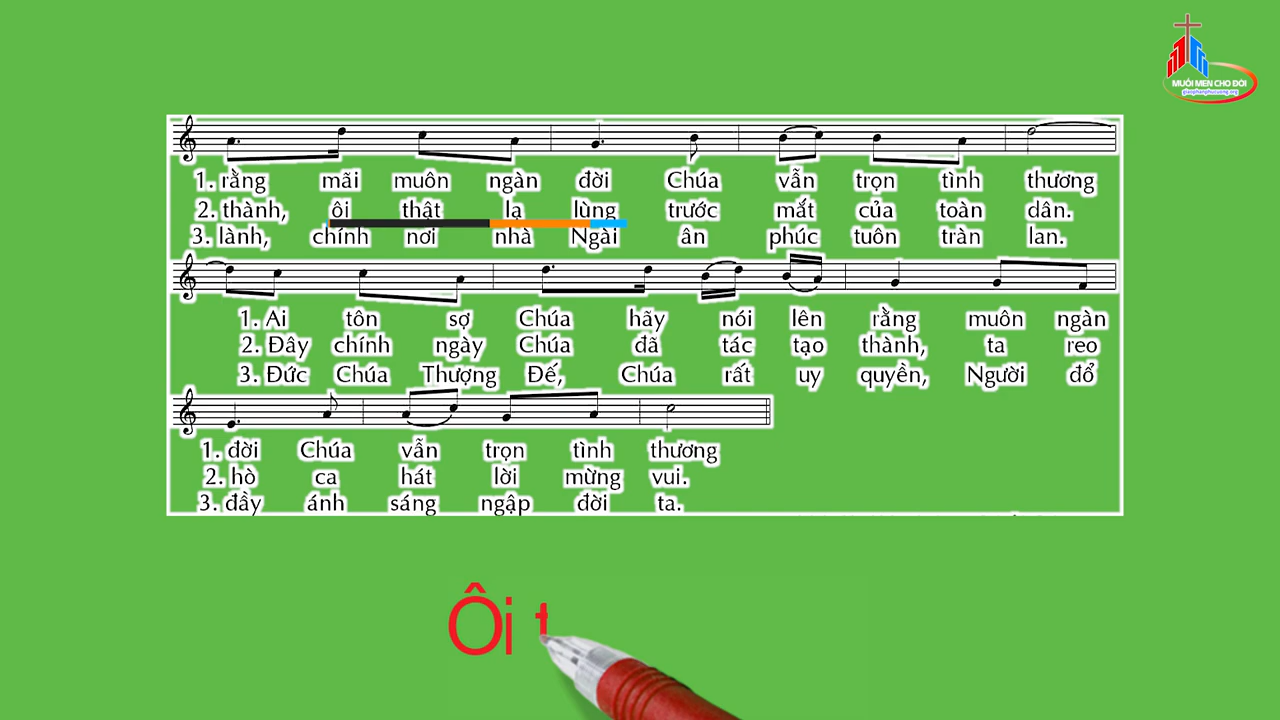 MUỐI MEN CHO ĐỜI
giaophanphucuong.org
1. rằng mãi muôn ngàn đời Chúa vẫn trọn tình thương
2. thành, ôi thật lạ lùng trước mắt của toàn dân.
3. lành, chính nơi nhà Ngài ân phúc tuôn tràn lan.
1. Ai tôn sợ Chúa hãy nói lên rằng muôn ngàn
2. Đây chính ngày Chúa đã tác tạo thành, ta reo
3. Đức Chúa Thượng Đế, Chúa rất uy quyền, Người đổ
1. đời Chúa vẫn trọn tình thương
2. hò ca hát lời mừng vui.
3. đầy ánh sáng ngập đời ta.
Ôi t